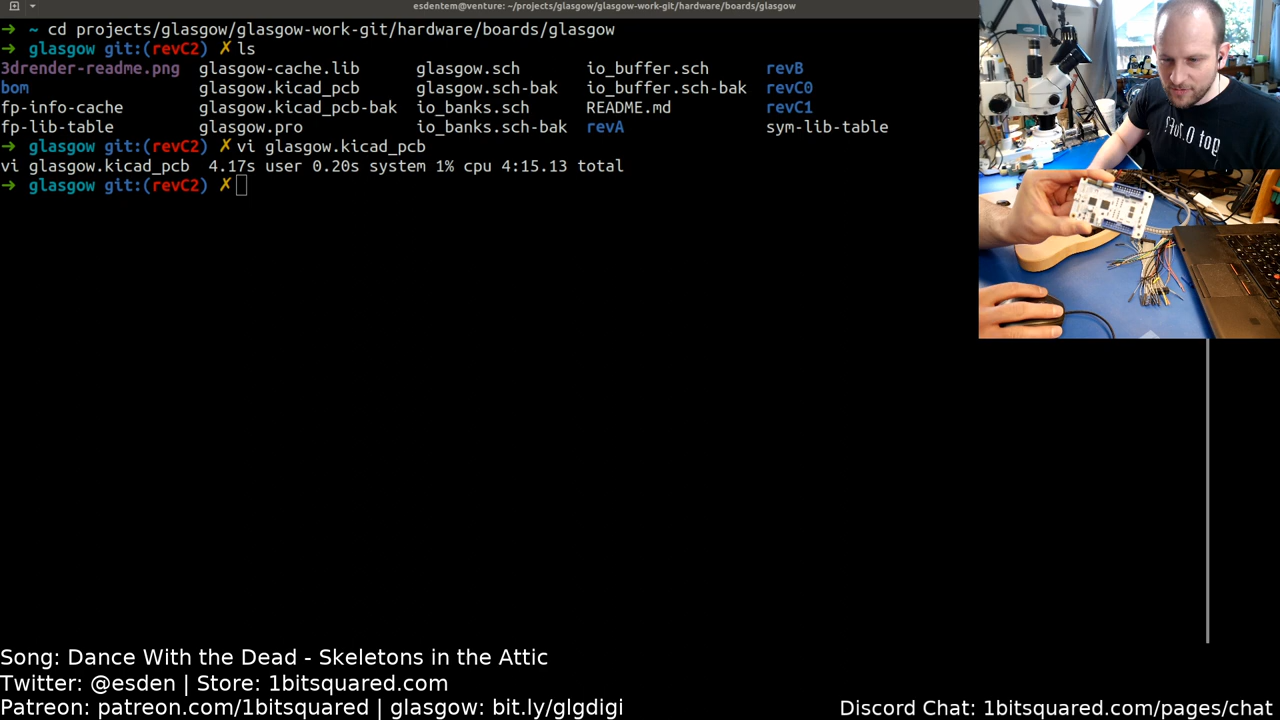 esdentem@venture: ~/projects/glasgow/glasgow-work-git/hardware/boards/glasgow
➜ ~ cd projects/glasgow/glasgow-work-git/hardware/boards/glasgow
➜ glasgow git:(revC2) ✗ ls
3drender-readme.png glasgow-cache.lib glasgow.sch io_buffer.sch revB
bom glasgow.kicad_pcb glasgow.sch-bak io_buffer.sch-bak revC0
fp-info-cache glasgow.kicad_pcb-bak io_banks.sch README.md revC1
fp-lib-table glasgow.pro io_banks.sch-bak revA sym-lib-table
➜ glasgow git:(revC2) ✗ vi glasgow.kicad_pcb
vi glasgow.kicad_pcb 4.17s user 0.20s system 1% cpu 4:15.13 total
➜ glasgow git:(revC2) ✗
Song: Dance With the Dead - Skeletons in the Attic
Twitter: @esden | Store: 1bitsquared.com
Patreon: patreon.com/1bitsquared | glasgow: bit.ly/glgdigi
Discord Chat: 1bitsquared.com/pages/chat